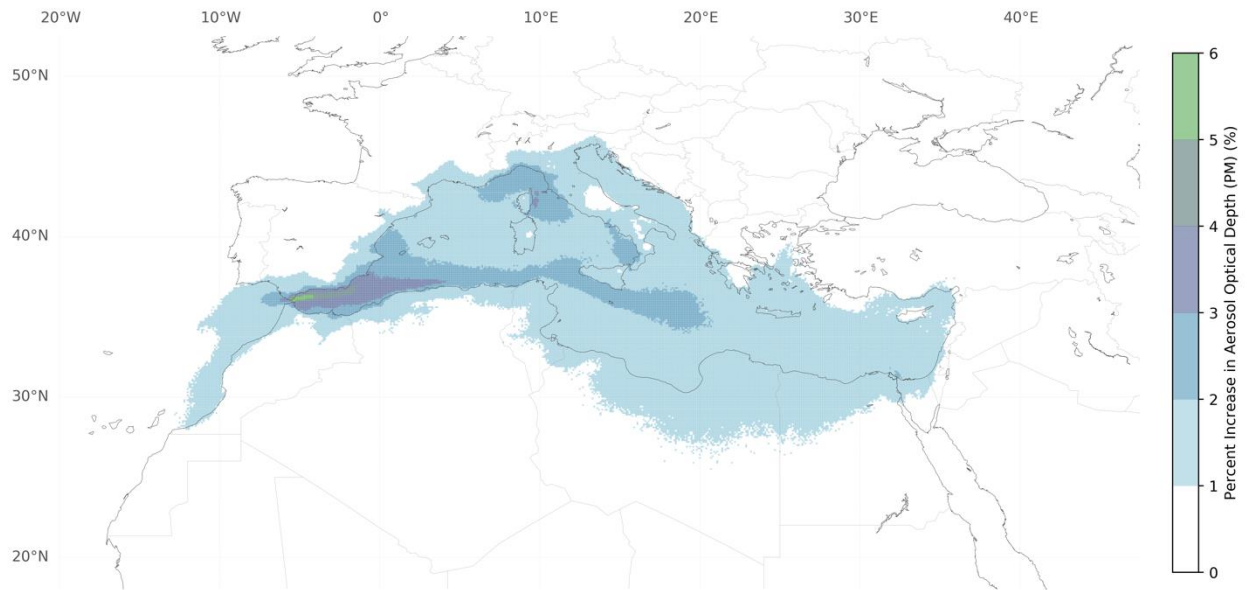 20°W 10°W 0° 10°E 20°E 30°E 40°E
50°N
40°N
30°N
20°N
6
5
4
3
2
1
0
Percent Increase in Aerosol Optical Depth (PM) (%)